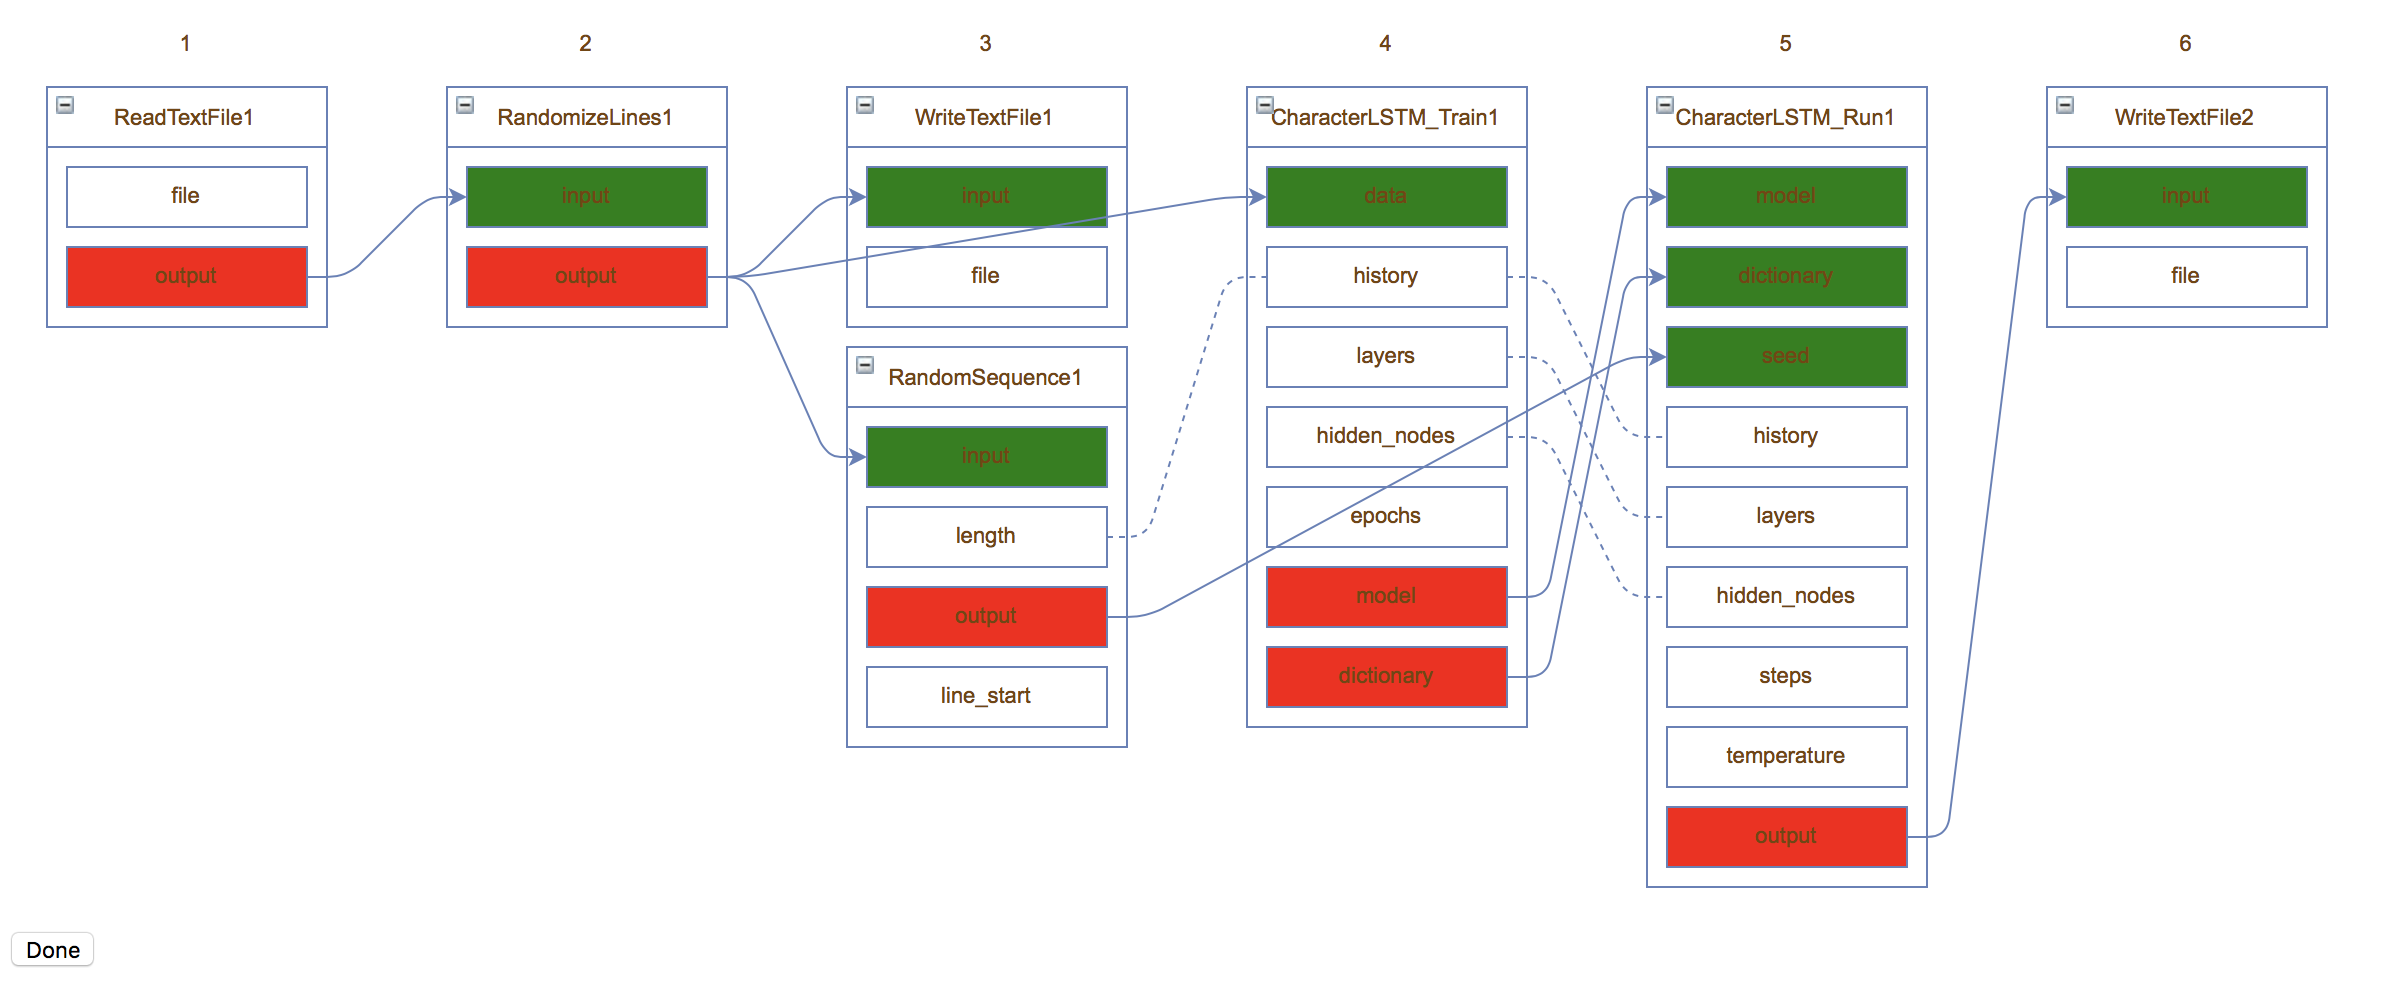 1
2
3
4
5
6
ReadTextFile1
file
output
RandomizeLines1
input
output
WriteTextFile1
input
file
RandomSequence1
input
length
output
line_start
CharacterLSTM_Train1
data
history
layers
hidden_nodes
epochs
model
dictionary
CharacterLSTM_Run1
model
dictionary
seed
history
layers
hidden_nodes
steps
temperature
output
WriteTextFile2
input
file
Done